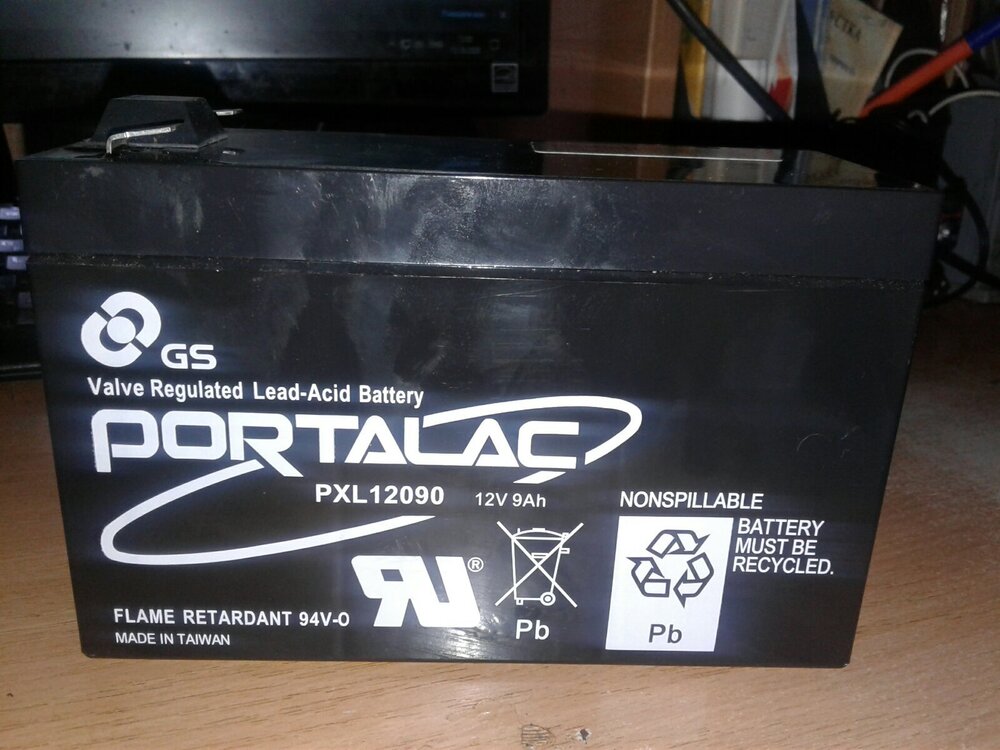 GS
Valve Regulated Lead-Acid Battery
PORTALAC
PXL12090 12V 9Ah
NONSPILLABLE
BATTERY
MUST BE
RECYCLED.
Pb
Pb
FLAME RETARDANT 94V-0
MADE IN TAIWAN
RU®